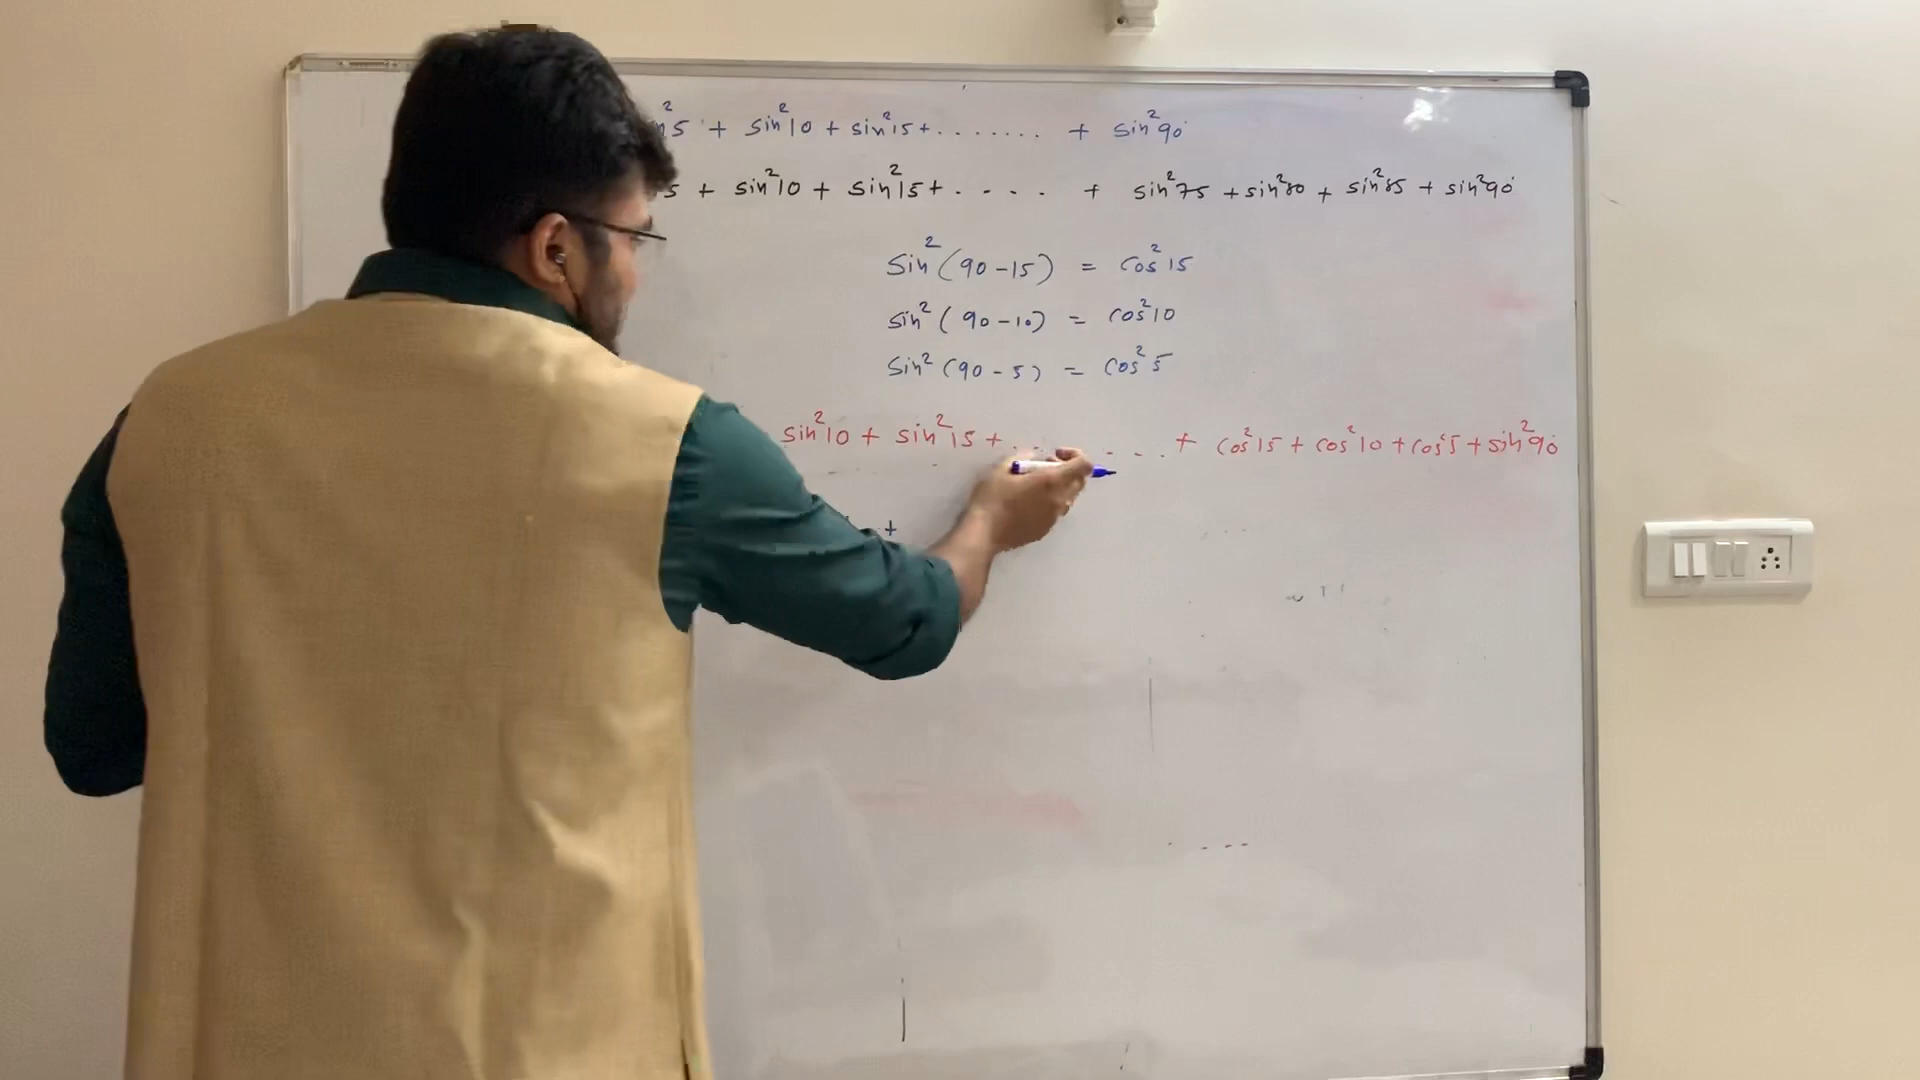 5 + sin²10 + sin²15 + ....... + sin²90
5 + sin²10 + sin²15 + .... + sin²75 + sin²80 + sin²85 + sin²90
sin²(90-15) = cos²15
sin²(90-10) = cos²10
sin²(90-5) = cos²5
sin²10 + sin²15 + ...... + cos²15 + cos²10 + cos²5 + sin²90
+